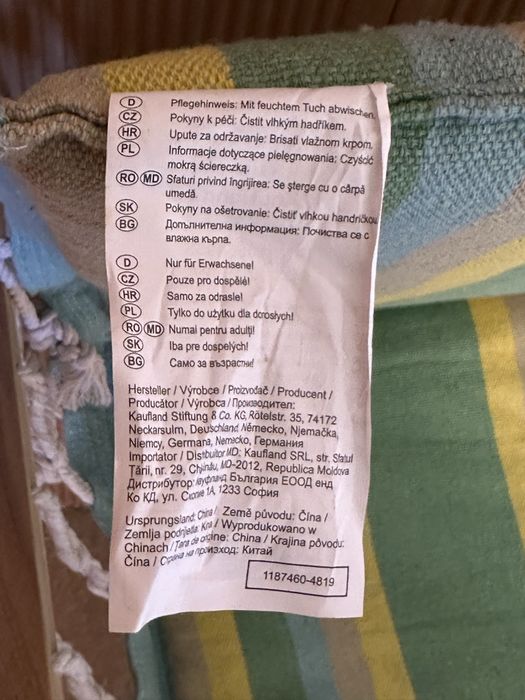 D Pflegehinweis: Mit feuchtem Tuch abwischen.
CZ Pokyny k péči: Čistit vlhkým hadříkem.
HR Upute za održavanje: Brisati vlažnom krpom.
PL Informacje dotyczące pielęgnowania: Czyścić
mokrą ściereczką.
RO MD Sfaturi privind îngrijirea: Se șterge cu o cârpă
umedă.
SK Pokyny na ošetrovanie: Čistiť vlhkou handričkou
BG Допълнителна информация: Почиства се с
влажна кърпа.
D Nur für Erwachsene!
CZ Pouze pro dospělé!
HR Samo za odrasle!
PL Tylko do użytku dla dorosłych!
RO MD Numai pentru adulți!
SK Iba pre dospelých!
BG Само за възрастни!
Hersteller / Výrobce / Proizvođač / Producent /
Producător / Výrobca / Производител:
Kaufland Stiftung & Co. KG, Rötelstr. 35, 74172
Neckarsulm, Deutschland Německo, Njemačka,
Niemcy, Germana, Nemecko, Германия
Importator / Distribuitor MD: Kaufland SRL, str. Sfatul
Țării, nr. 29, Chișinău, MD-2012, Republica Moldova
Дистрибутор: Кауфланд България ЕООД енд
Ко КД, ул. Скопие 1А, 1233 София
Ursprungsland: China / Země původu: Čína /
Zemlja podrijetla: Kina / Wyprodukowano w
Chinach / Țara de origine: China / Krajina pôvodu:
Čína / Страна на произход: Китай
1187460-4819